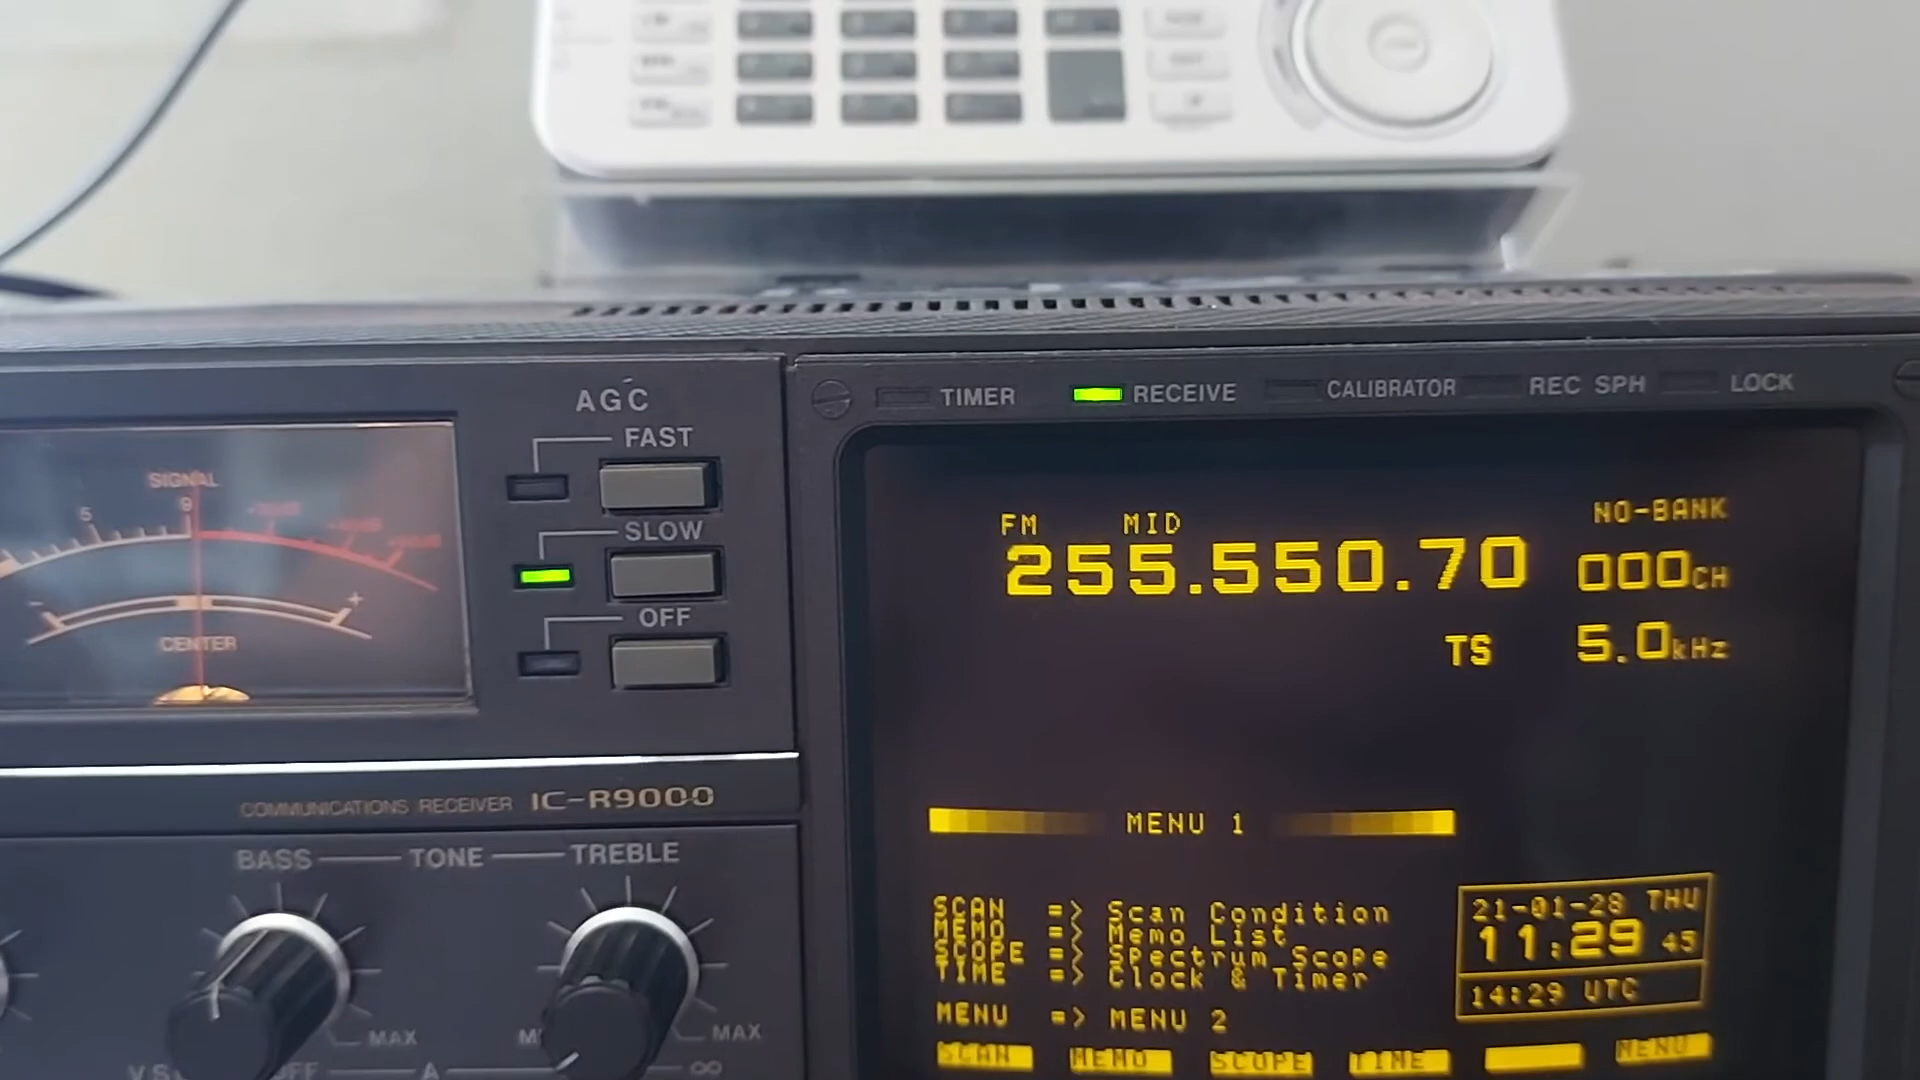 TIMER RECEIVE CALIBRATOR REC SPH LOCK
AGC
FAST
SLOW
OFF
SIGNAL
5 9
- +
CENTER
FM MID NO-BANK
255.550.70 000CH
TS 5.0kHz
COMMUNICATIONS RECEIVER IC-R9000
BASS TONE TREBLE
MAX MAX
A ∞
MENU 1
SCAN => Scan Condition
MEMO => Memo List
SCOPE => Spectrum Scope
TIME => Clock & Timer
MENU => MENU 2
21-01-28 THU
11:29 45
14:29 UTC
SCAN MEMO SCOPE TIME MENU